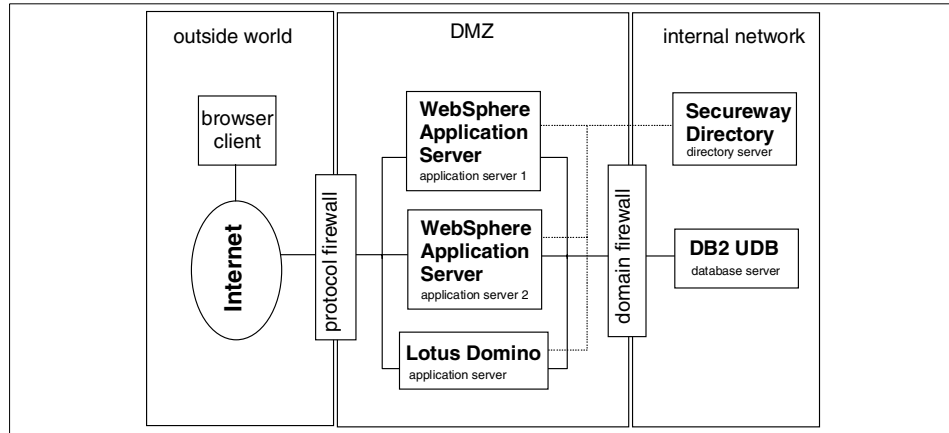 outside world
DMZ
internal network
browser
client
Internet
protocol firewall
WebSphere
Application
Server
application server 1
WebSphere
Application
Server
application server 2
Lotus Domino
application server
domain firewall
Secureway
Directory
directory server
DB2 UDB
database server